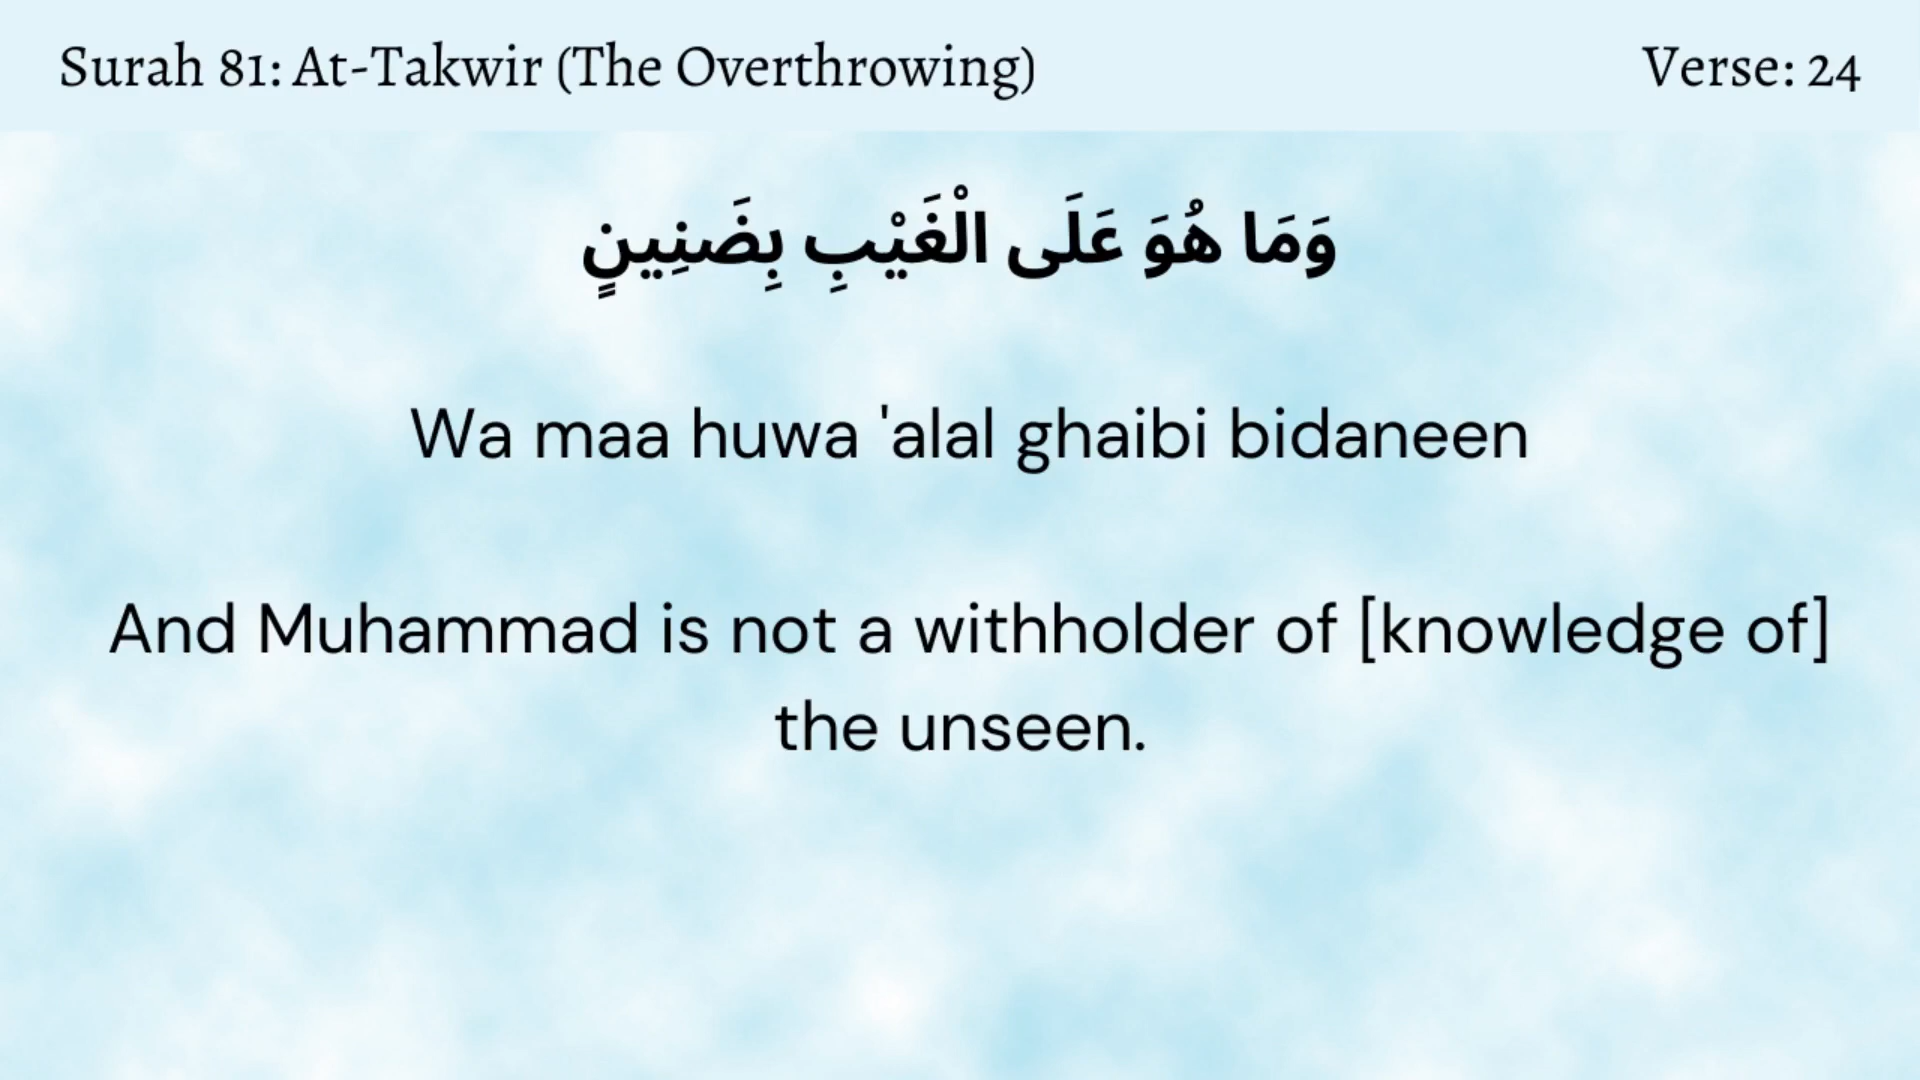 Surah 81: At-Takwir (The Overthrowing)
Verse: 24
وَمَا هُوَ عَلَى الْغَيْبِ بِضَنِينٍ
Wa maa huwa 'alal ghaibi bidaneen
And Muhammad is not a withholder of [knowledge of]
the unseen.